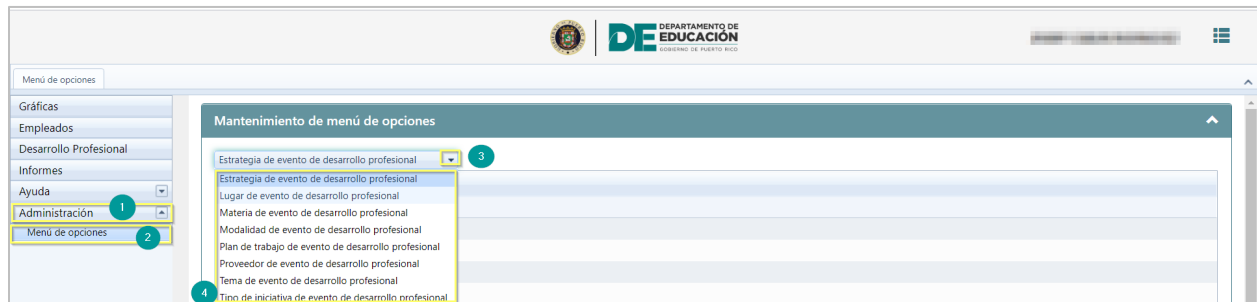 DEPARTAMENTO DE
DE EDUCACIÓN
GOBIERNO DE PUERTO RICO
Menú de opciones
Gráficas
Empleados
Desarrollo Profesional
Informes
Ayuda
Administración 1
Menú de opciones 2
Mantenimiento de menú de opciones
Estrategia de evento de desarrollo profesional 3
Estrategia de evento de desarrollo profesional
Lugar de evento de desarrollo profesional
Materia de evento de desarrollo profesional
Modalidad de evento de desarrollo profesional
Plan de trabajo de evento de desarrollo profesional
Proveedor de evento de desarrollo profesional
Tema de evento de desarrollo profesional
4 Tipo de iniciativa de evento de desarrollo profesional